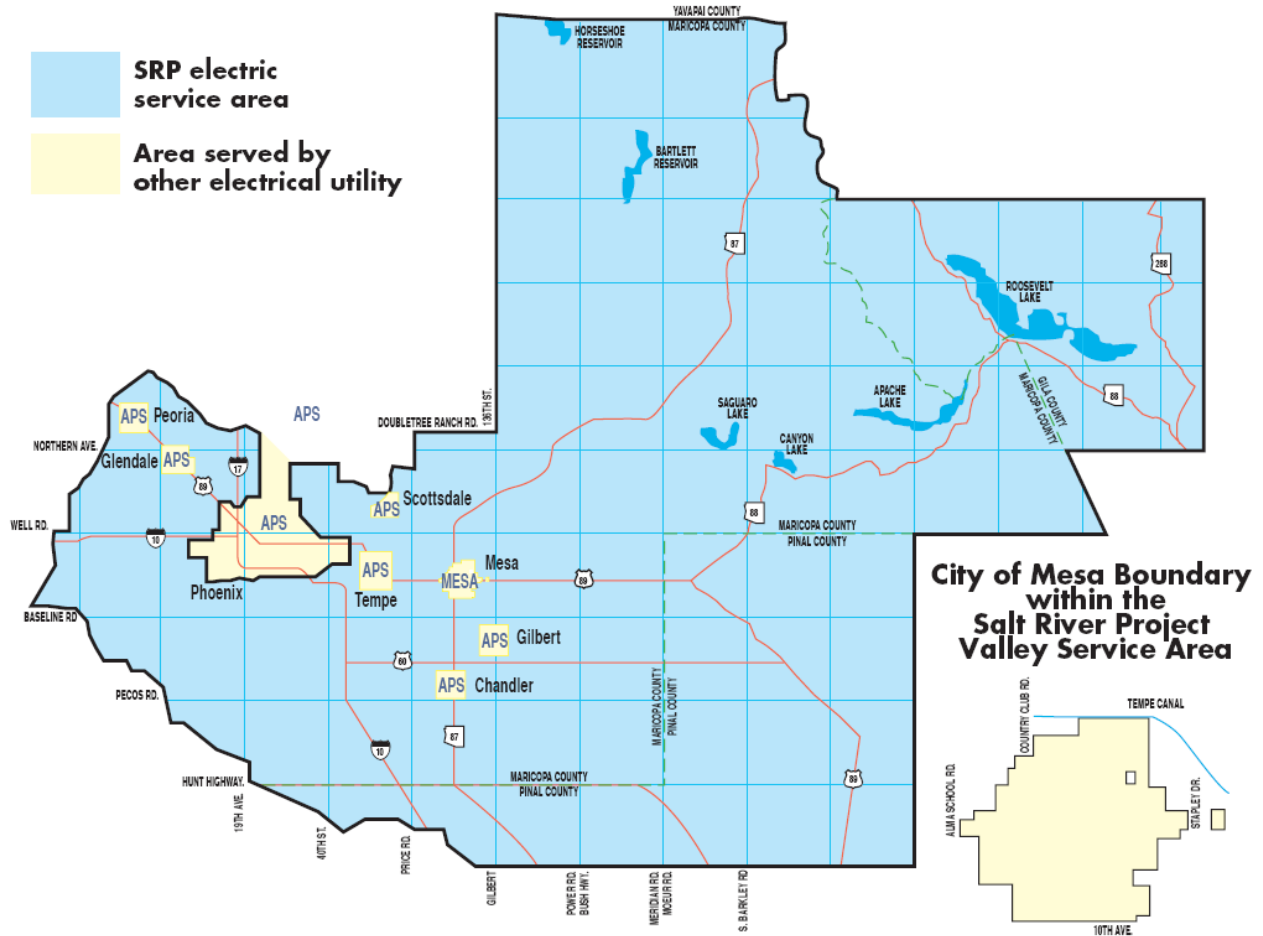 SRP electric
service area
Area served by
other electrical utility
YAVAPAI COUNTY
MARICOPA COUNTY
HORSESHOE
RESERVOIR
BARTLETT
RESERVOIR
87
288
ROOSEVELT
LAKE
APACHE
LAKE
GILA COUNTY
MARICOPA COUNTY
88
SAGUARO
LAKE
CANYON
LAKE
136TH ST.
DOUBLETREE RANCH RD.
APS
APS
Peoria
NORTHERN AVE.
Glendale
APS
17
89
APS
Scottsdale
APS
WELL RD.
10
88
MARICOPA COUNTY
PINAL COUNTY
Phoenix
APS
Tempe
MESA
Mesa
89
BASELINE RD
APS
Gilbert
60
APS
Chandler
PECOS RD.
MARICOPA COUNTY
PINAL COUNTY
87
10
89
HUNT HIGHWAY.
MARICOPA COUNTY
PINAL COUNTY
19TH AVE.
40TH ST.
PRICE RD.
GILBERT
POWER RD.
BUSH HWY.
MERIDIAN RD.
MOEUR RD.
S. BARKLEY RD
City of Mesa Boundary
within the
Salt River Project
Valley Service Area
COUNTRY CLUB RD.
TEMPE CANAL
ALMA SCHOOL RD.
STAPLEY DR.
10TH AVE.